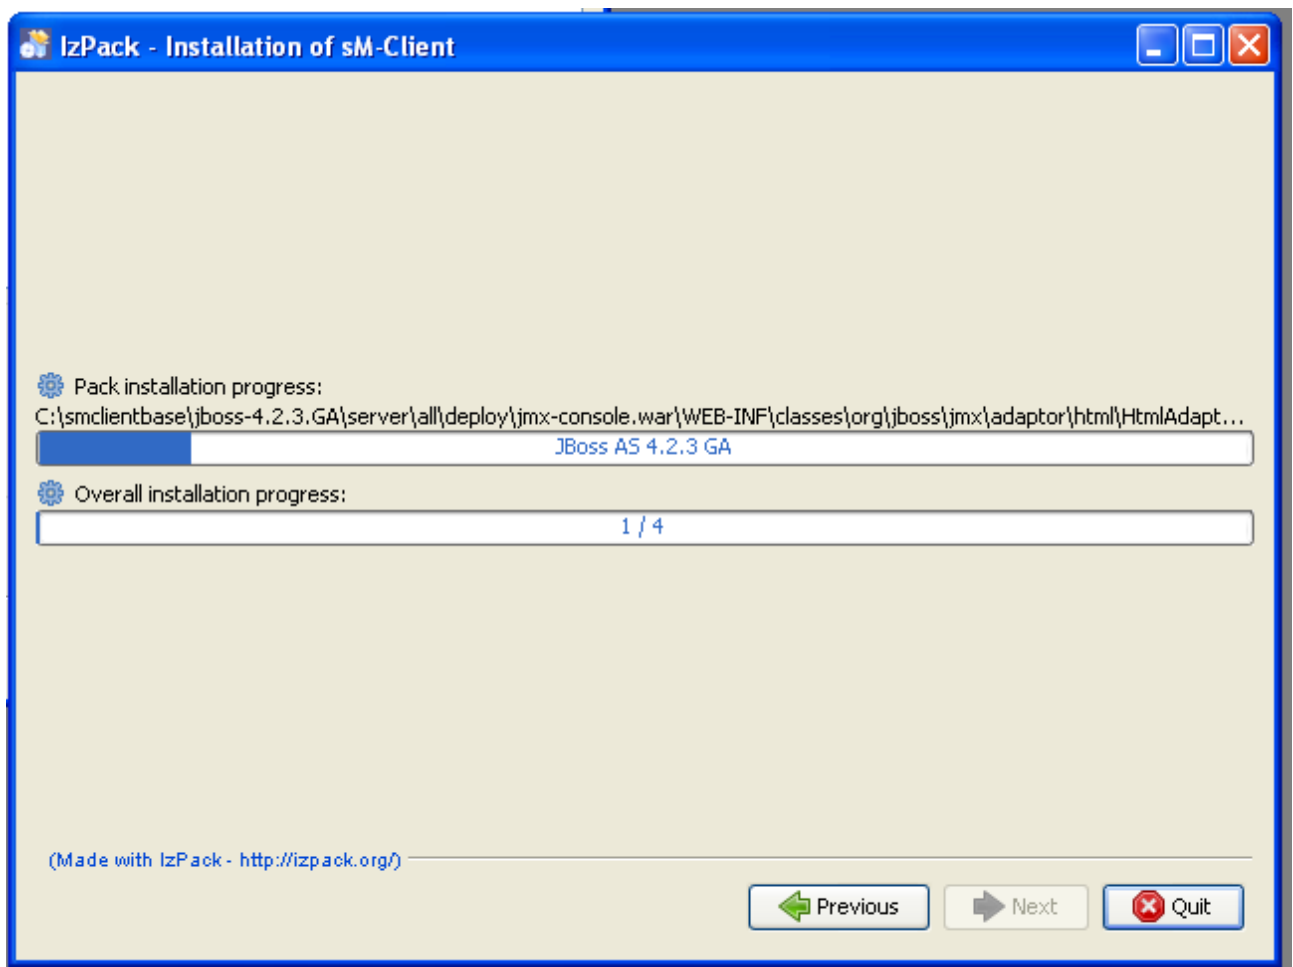 IzPack - Installation of sM-Client
Pack installation progress:
C:\smclientbase\jboss-4.2.3.GA\server\all\deploy\jmx-console.war\WEB-INF\classes\org\jboss\jmx\adaptor\html\HtmlAdapt...
JBoss AS 4.2.3 GA
Overall installation progress:
1 / 4
(Made with IzPack - http://izpack.org/)
Previous Next Quit